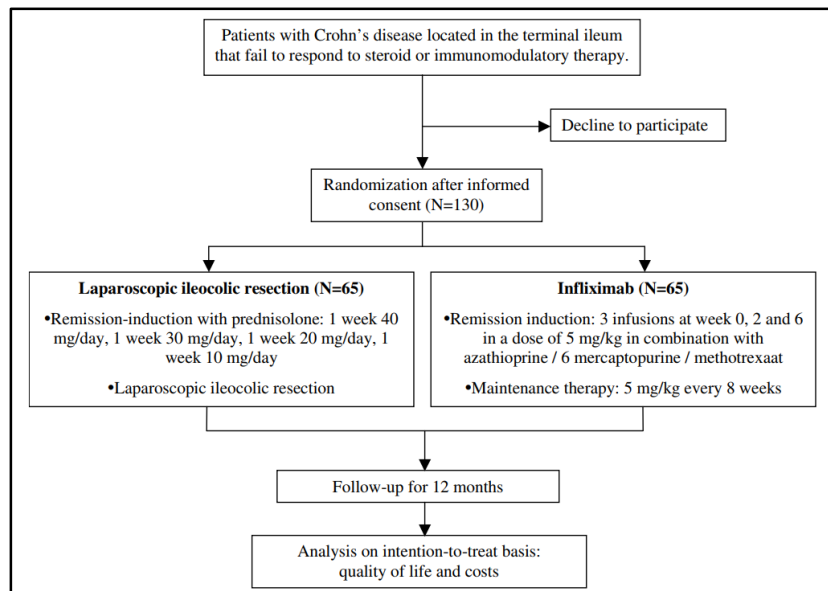 Patients with Crohn's disease located in the terminal ileum
that fail to respond to steroid or immunomodulatory therapy.
Decline to participate
Randomization after informed
consent (N=130)
Laparoscopic ileocolic resection (N=65)
•Remission-induction with prednisolone: 1 week 40
mg/day, 1 week 30 mg/day, 1 week 20 mg/day, 1
week 10 mg/day
•Laparoscopic ileocolic resection
Infliximab (N=65)
•Remission induction: 3 infusions at week 0, 2 and 6
in a dose of 5 mg/kg in combination with
azathioprine / 6 mercaptopurine / methotrexaat
•Maintenance therapy: 5 mg/kg every 8 weeks
Follow-up for 12 months
Analysis on intention-to-treat basis:
quality of life and costs